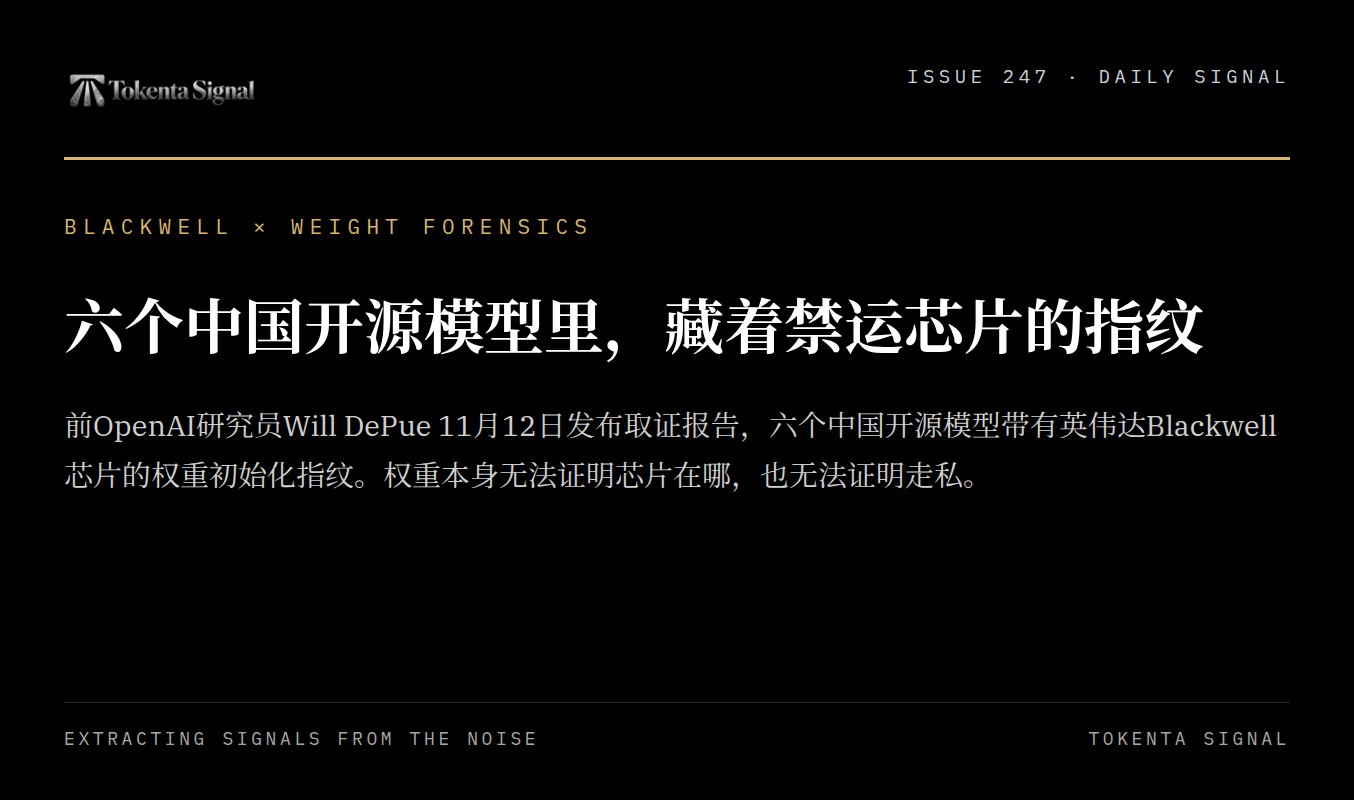 Tokenta Signal
ISSUE 247 · DAILY SIGNAL
BLACKWELL × WEIGHT FORENSICS
六个中国开源模型里，藏着禁运芯片的指纹
前OpenAI研究员Will DePue 11月12日发布取证报告，六个中国开源模型带有英伟达Blackwell
芯片的权重初始化指纹。权重本身无法证明芯片在哪，也无法证明走私。
EXTRACTING SIGNALS FROM THE NOISE
TOKENTA SIGNAL